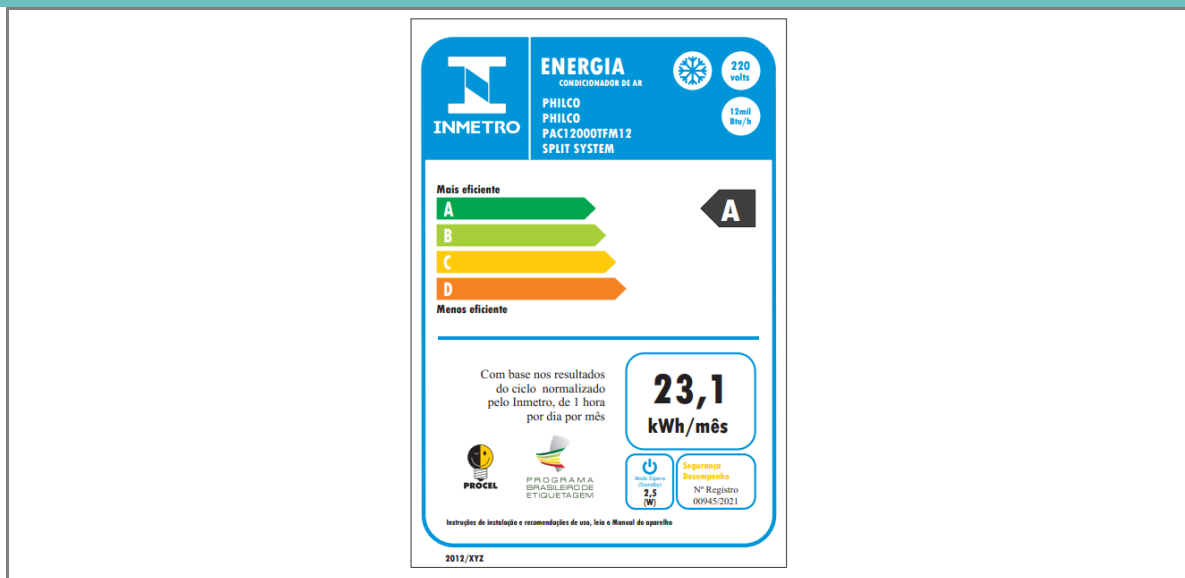 INMETRO
ENERGIA
CONDICIONADOR DE AR
PHILCO
PHILCO
PAC12000TFM12
SPLIT SYSTEM
220
volts
12mil
Btu/h
Mais eficiente
A
A
B
C
D
Menos eficiente
Com base nos resultados
do ciclo normalizado
pelo Inmetro, de 1 hora
por dia por mês
23,1
kWh/mês
PROCEL
PROGRAMA
BRASILEIRO DE
ETIQUETAGEM
Modo Espera
(Standby)
2,5
(W)
Segurança
Desempenho
Nº Registro
00945/2021
Instruções de instalação e recomendações de uso, leia o Manual do aparelho
2012/XYZ